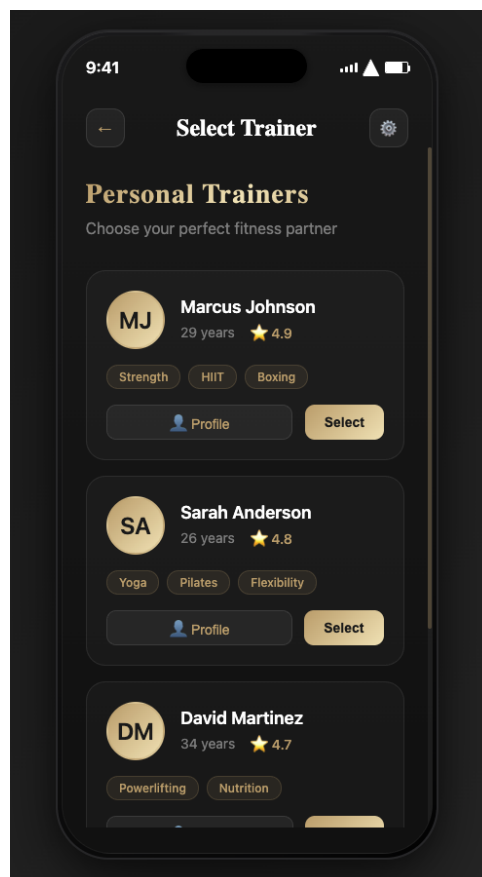 9:41
←
Select Trainer
Personal Trainers
Choose your perfect fitness partner
MJ
Marcus Johnson
29 years ⭐ 4.9
Strength HIIT Boxing
👤 Profile Select
SA
Sarah Anderson
26 years ⭐ 4.8
Yoga Pilates Flexibility
👤 Profile Select
DM
David Martinez
34 years ⭐ 4.7
Powerlifting Nutrition